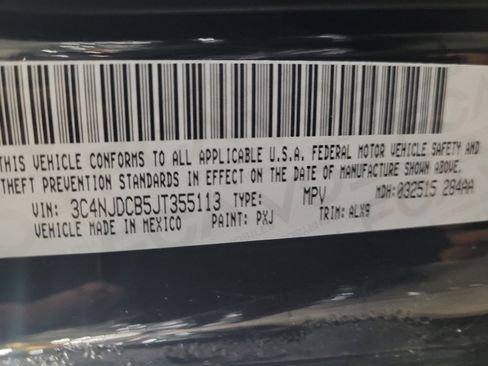 THIS VEHICLE CONFORMS TO ALL APPLICABLE U.S.A. FEDERAL MOTOR VEHICLE SAFETY AND
THEFT PREVENTION STANDARDS IN EFFECT ON THE DATE OF MANUFACTURE SHOWN ABOVE.
VIN: 3C4NJDCB5JT355113 TYPE: MPV MDH: 032515 284AA
VEHICLE MADE IN MEXICO PAINT: PXJ TRIM: ALX9